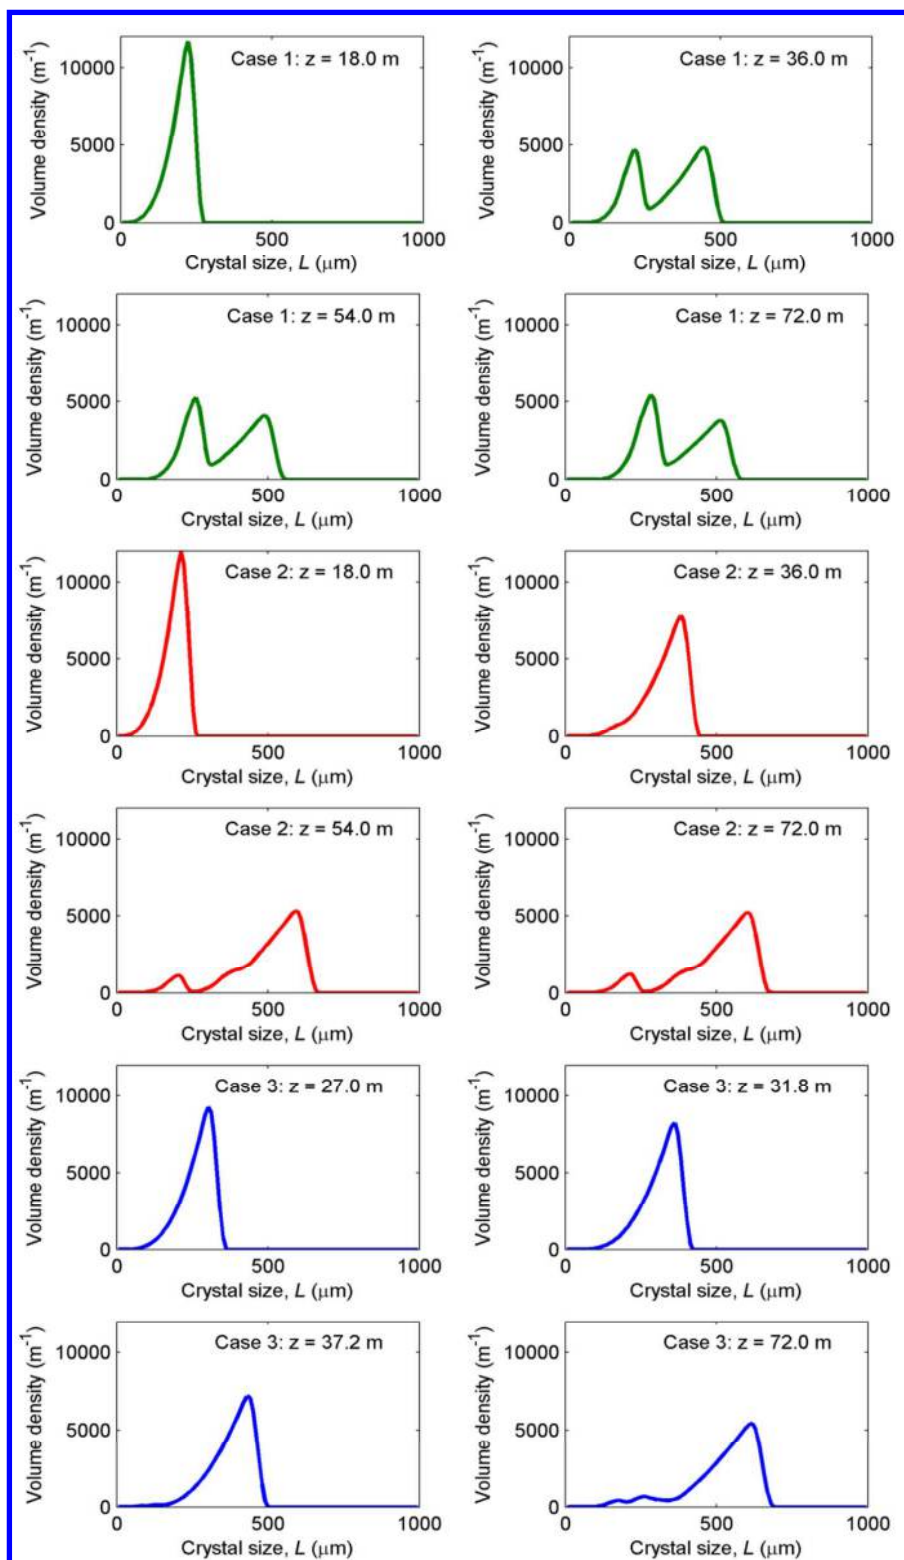 Case 1: z = 18.0 m
Volume density (m⁻¹)
10000
5000
0
0 500 1000
Crystal size, L (μm)
Case 1: z = 36.0 m
Volume density (m⁻¹)
10000
5000
0
0 500 1000
Crystal size, L (μm)
Case 1: z = 54.0 m
Volume density (m⁻¹)
10000
5000
0
0 500 1000
Crystal size, L (μm)
Case 1: z = 72.0 m
Volume density (m⁻¹)
10000
5000
0
0 500 1000
Crystal size, L (μm)
Case 2: z = 18.0 m
Volume density (m⁻¹)
10000
5000
0
0 500 1000
Crystal size, L (μm)
Case 2: z = 36.0 m
Volume density (m⁻¹)
10000
5000
0
0 500 1000
Crystal size, L (μm)
Case 2: z = 54.0 m
Volume density (m⁻¹)
10000
5000
0
0 500 1000
Crystal size, L (μm)
Case 2: z = 72.0 m
Volume density (m⁻¹)
10000
5000
0
0 500 1000
Crystal size, L (μm)
Case 3: z = 27.0 m
Volume density (m⁻¹)
10000
5000
0
0 500 1000
Crystal size, L (μm)
Case 3: z = 31.8 m
Volume density (m⁻¹)
10000
5000
0
0 500 1000
Crystal size, L (μm)
Case 3: z = 37.2 m
Volume density (m⁻¹)
10000
5000
0
0 500 1000
Crystal size, L (μm)
Case 3: z = 72.0 m
Volume density (m⁻¹)
10000
5000
0
0 500 1000
Crystal size, L (μm)